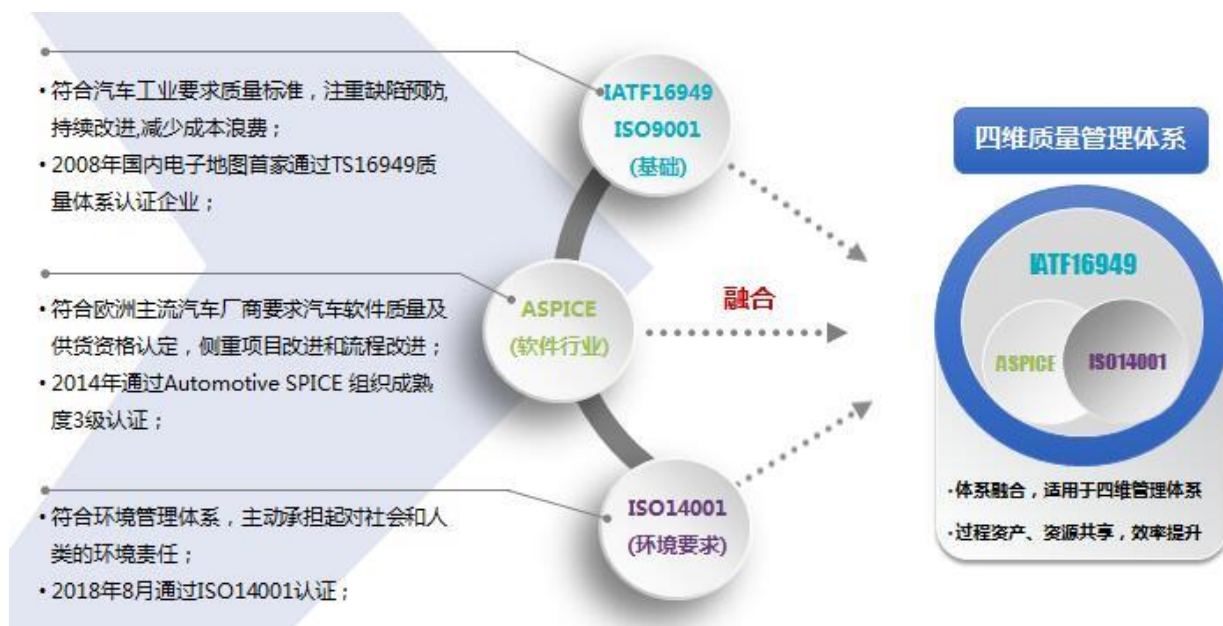 • 符合汽车工业要求质量标准，注重缺陷预防,
持续改进,减少成本浪费；
• 2008年国内电子地图首家通过TS16949质
量体系认证企业；
IATF16949
ISO9001
(基础)
• 符合欧洲主流汽车厂商要求汽车软件质量及
供货资格认定，侧重项目改进和流程改进；
• 2014年通过Automotive SPICE 组织成熟
度3级认证；
ASPICE
(软件行业)
• 符合环境管理体系，主动承担起对社会和人
类的环境责任；
• 2018年8月通过ISO14001认证；
ISO14001
(环境要求)
融合
四维质量管理体系
IATF16949
ASPICE
ISO14001
·体系融合，适用于四维管理体系
·过程资产、资源共享，效率提升